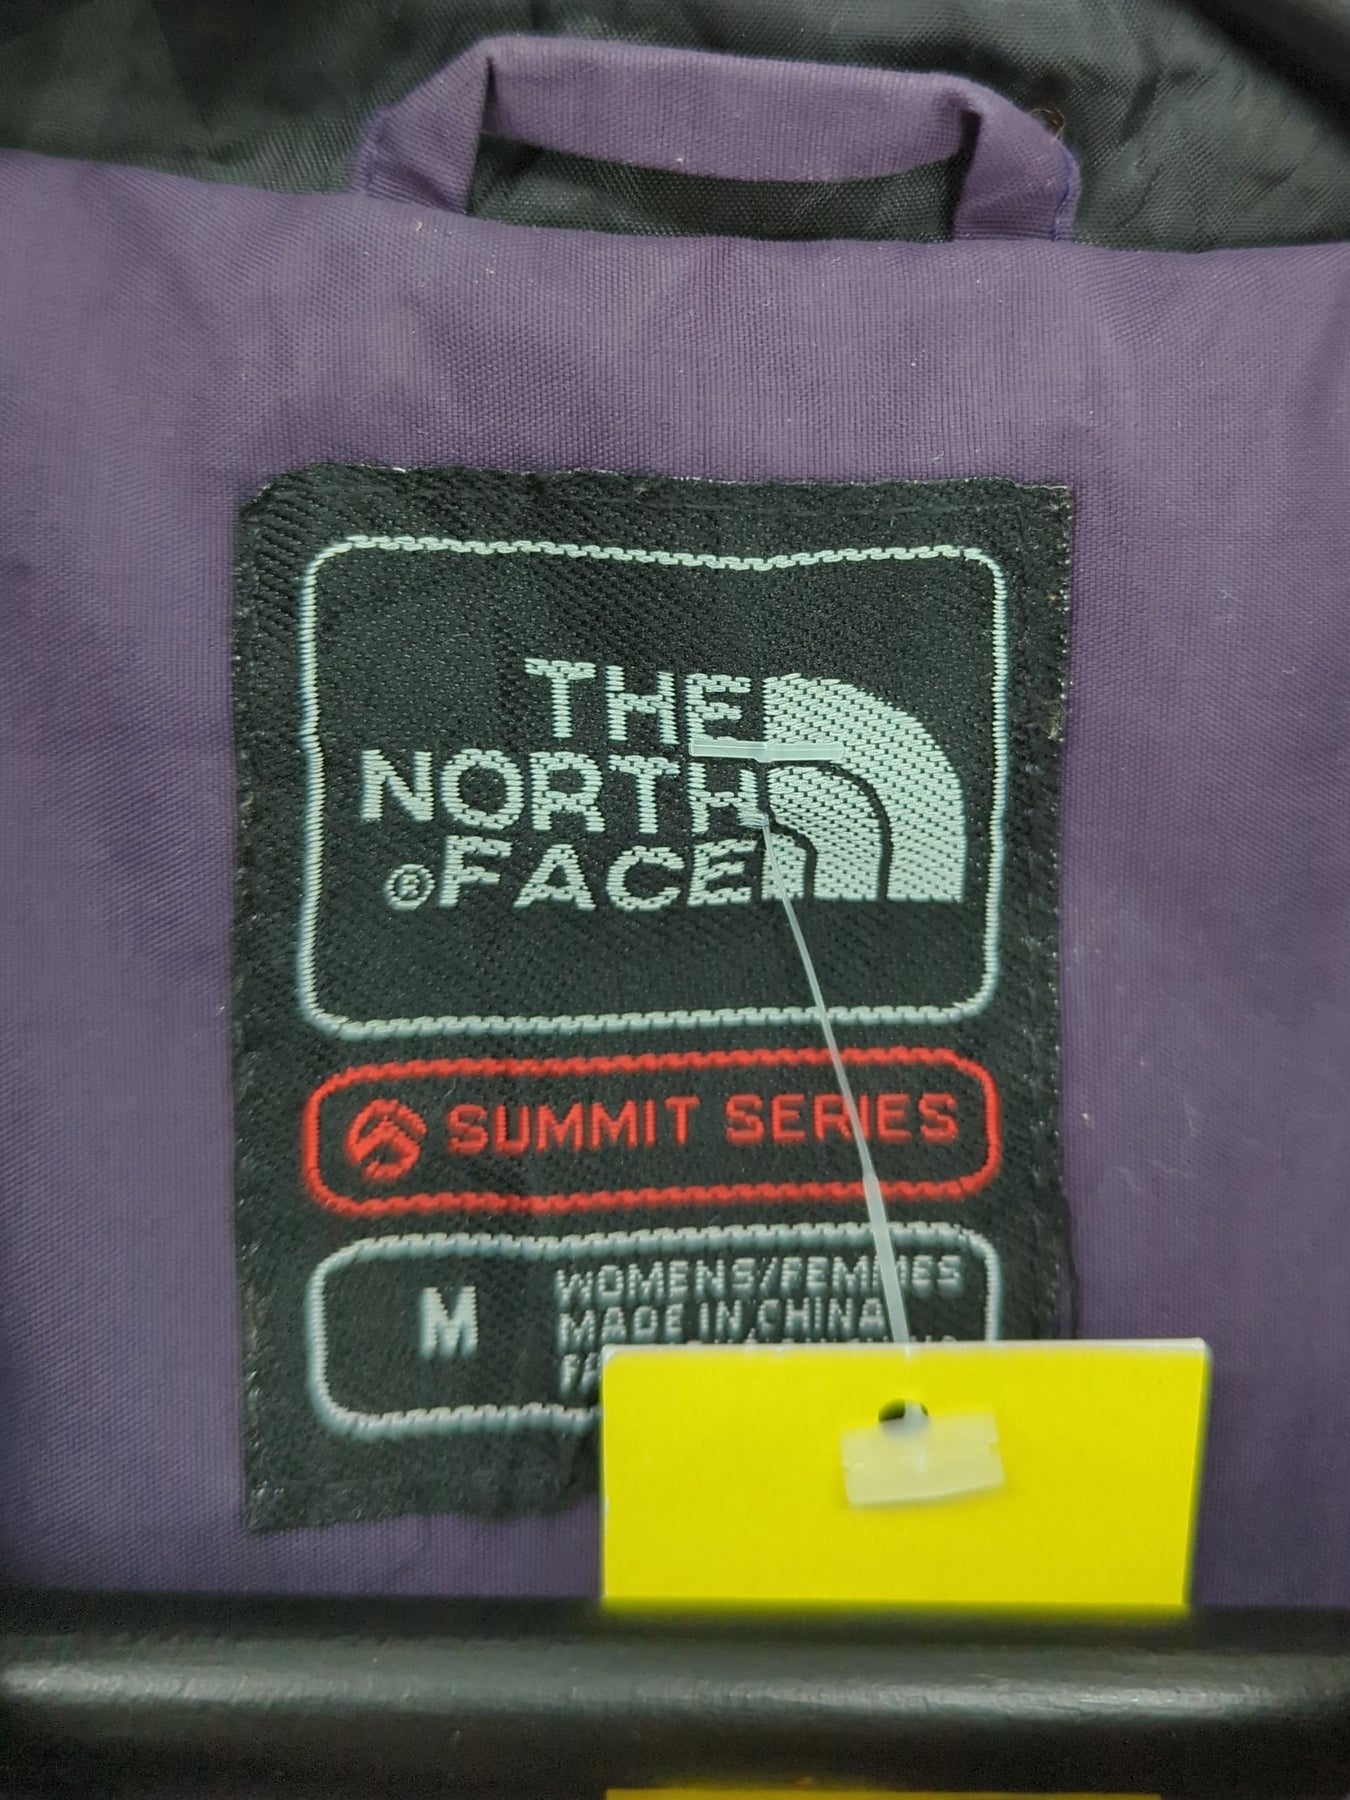 THE
NORTH
®FACE
SUMMIT SERIES
M
WOMENS/FEMMES
MADE IN CHINA